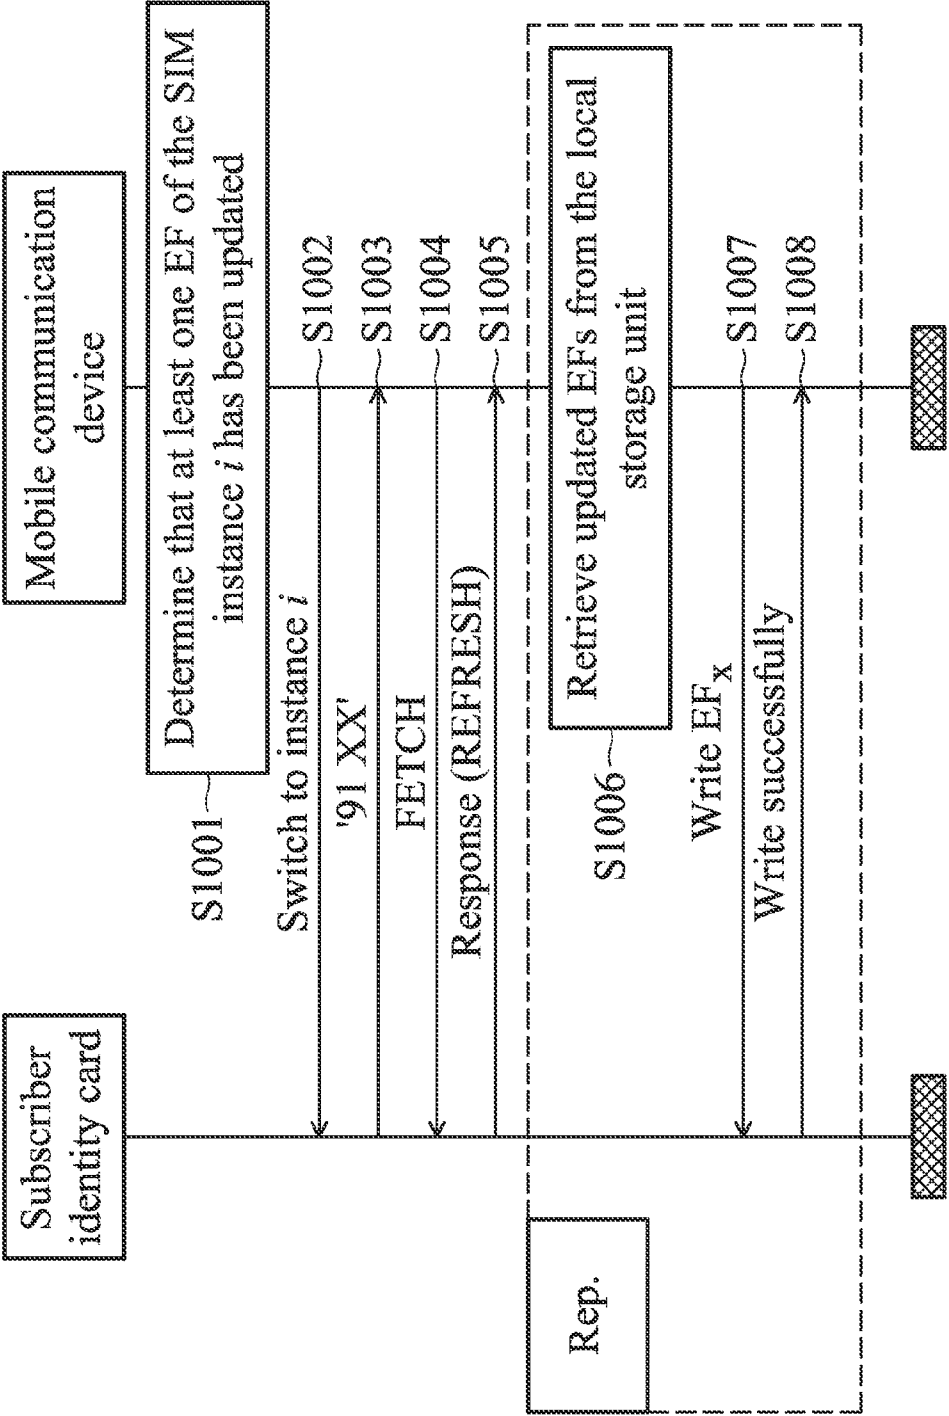 Subscriber
identity card
Mobile communication
device
Determine that at least one EF of the SIM
instance i has been updated
S1001
Switch to instance i
S1002
'91 XX'
S1003
FETCH
S1004
Response (REFRESH)
S1005
Rep.
Retrieve updated EFs from the local
storage unit
S1006
Write EFx
S1007
Write successfully
S1008